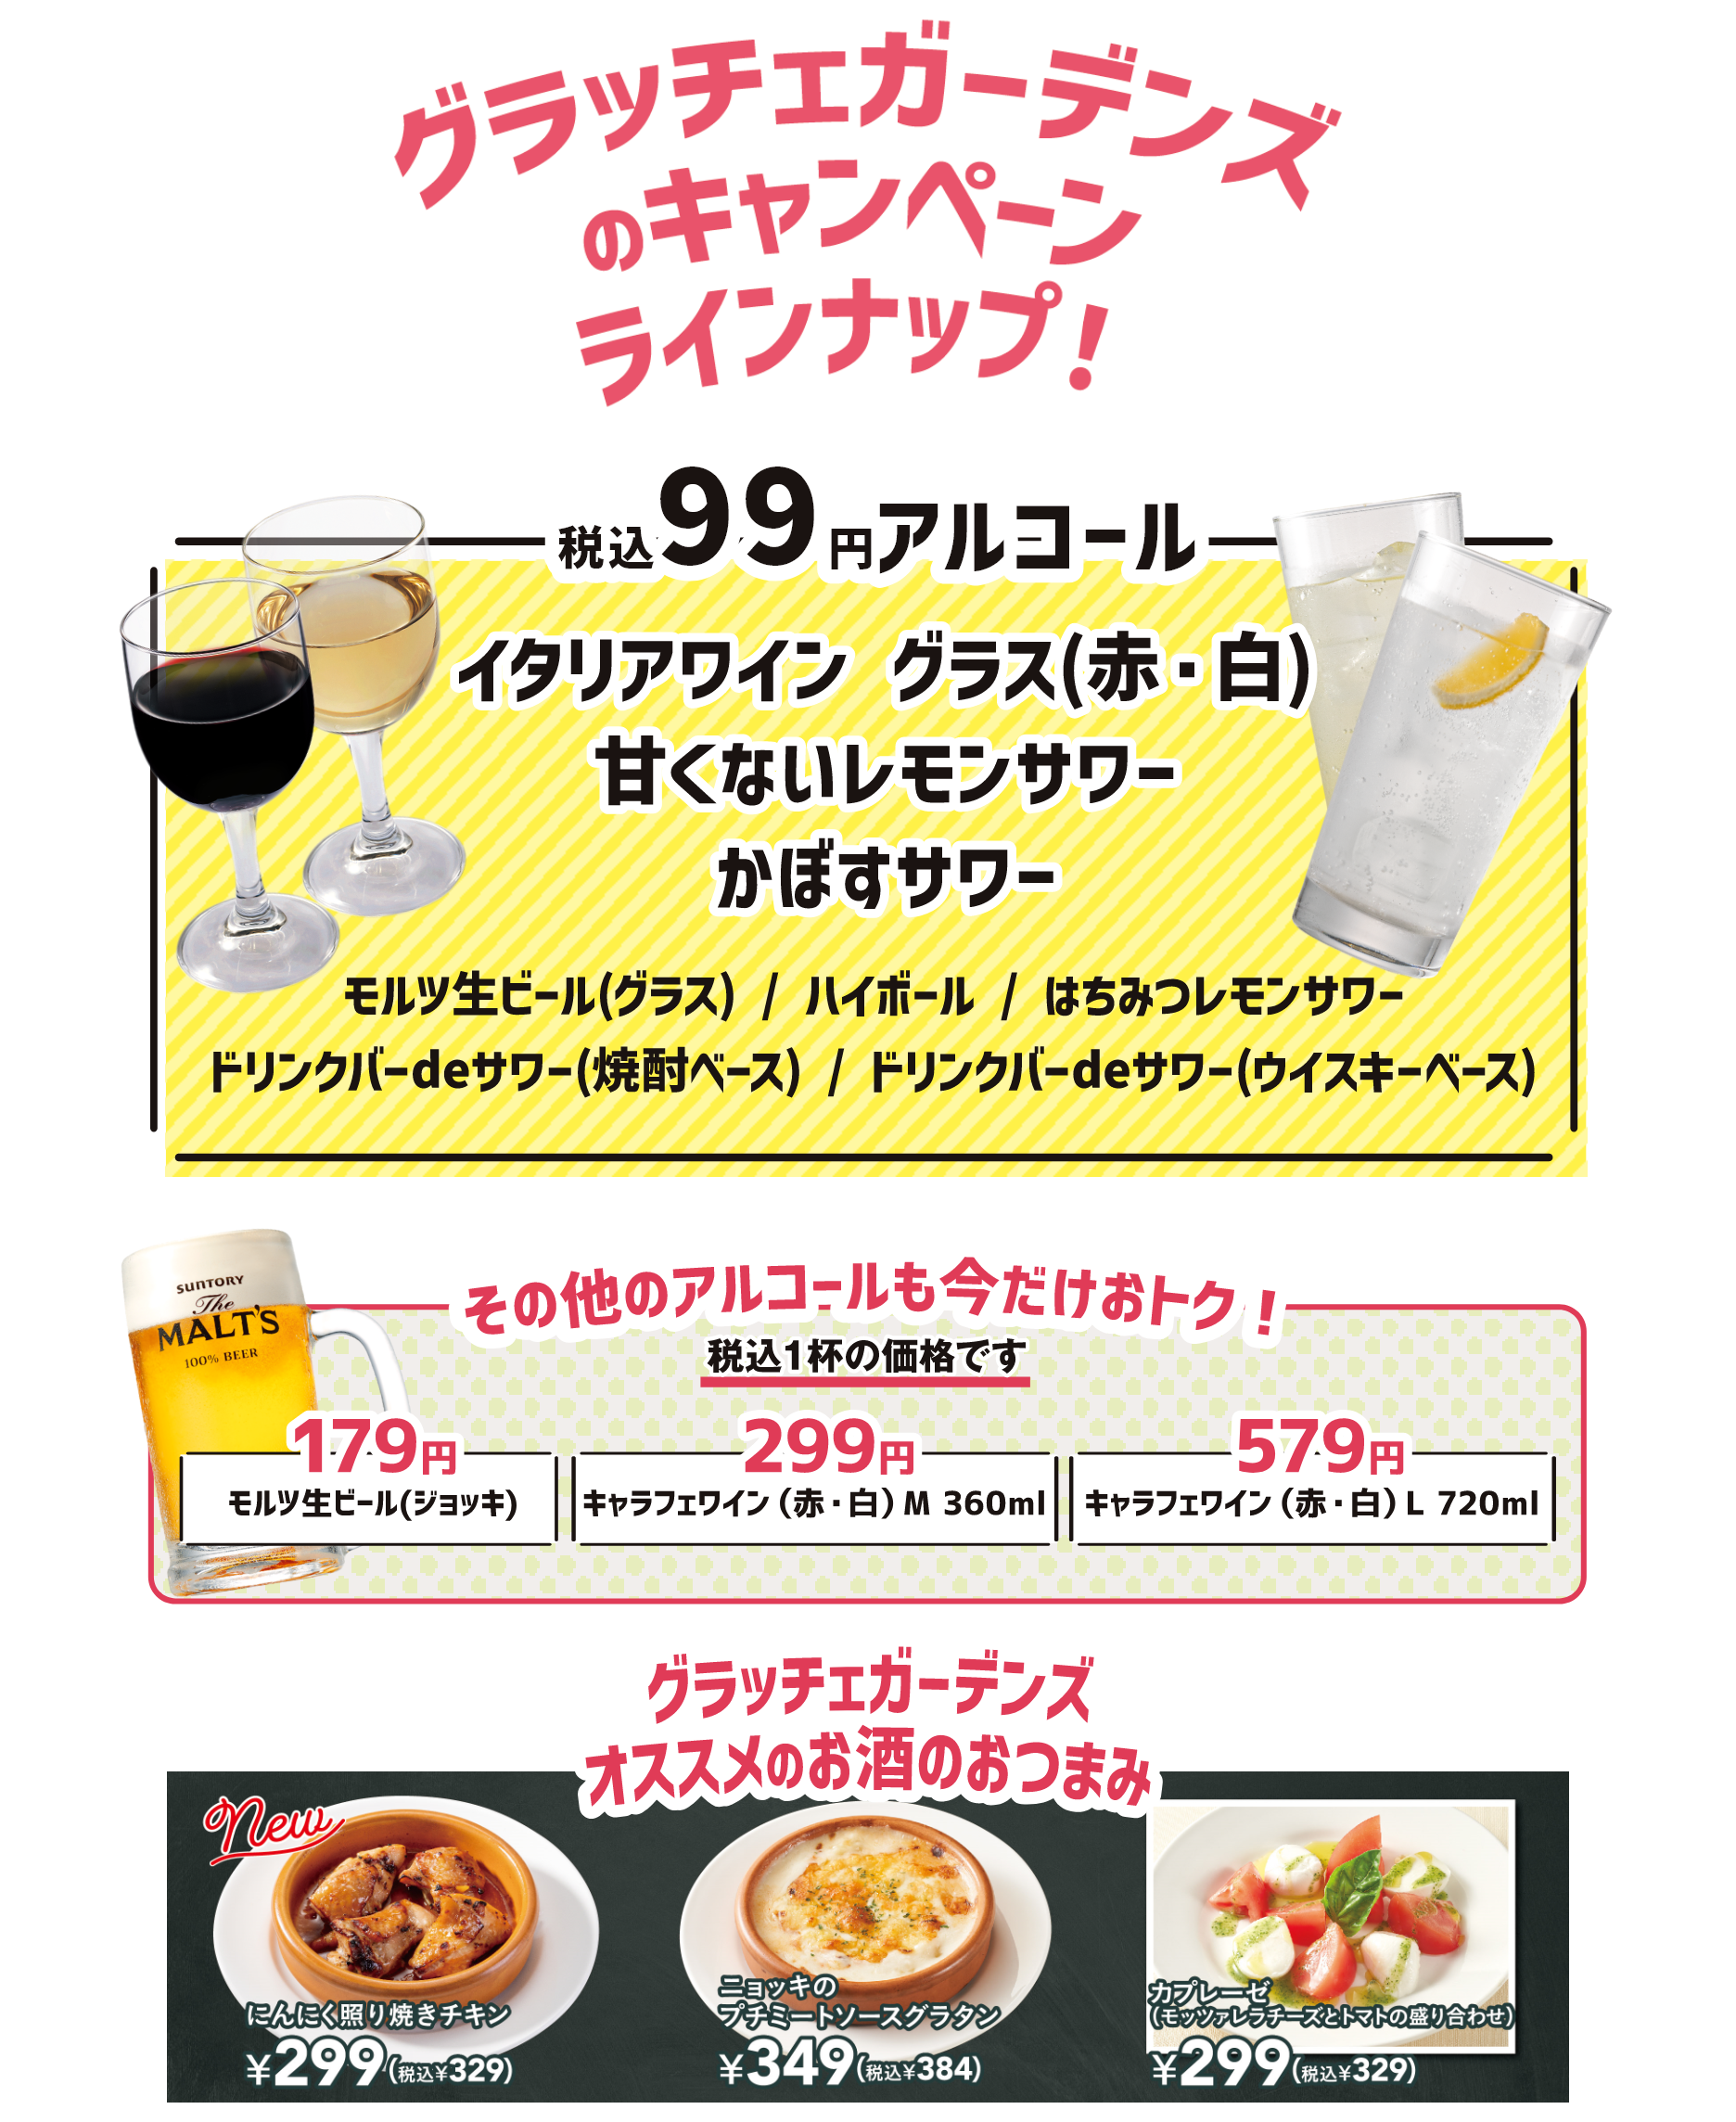 グラッチェガーデンズ
のキャンペーン
ラインナップ！
税込99円アルコール
イタリアワイン グラス(赤・白)
甘くないレモンサワー
かぼすサワー
モルツ生ビール(グラス) / ハイボール / はちみつレモンサワー
ドリンクバーdeサワー(焼酎ベース) / ドリンクバーdeサワー(ウイスキーベース)
SUNTORY
The
MALT'S
100% BEER
その他のアルコールも今だけおトク！
税込1杯の価格です
179円
モルツ生ビール(ジョッキ)
299円
キャラフェワイン（赤・白）M 360ml
579円
キャラフェワイン（赤・白）L 720ml
グラッチェガーデンズ
オススメのお酒のおつまみ
New
にんにく照り焼きチキン
¥299(税込¥329)
ニョッキの
プチミートソースグラタン
¥349(税込¥384)
カプレーゼ
(モッツァレラチーズとトマトの盛り合わせ)
¥299(税込¥329)